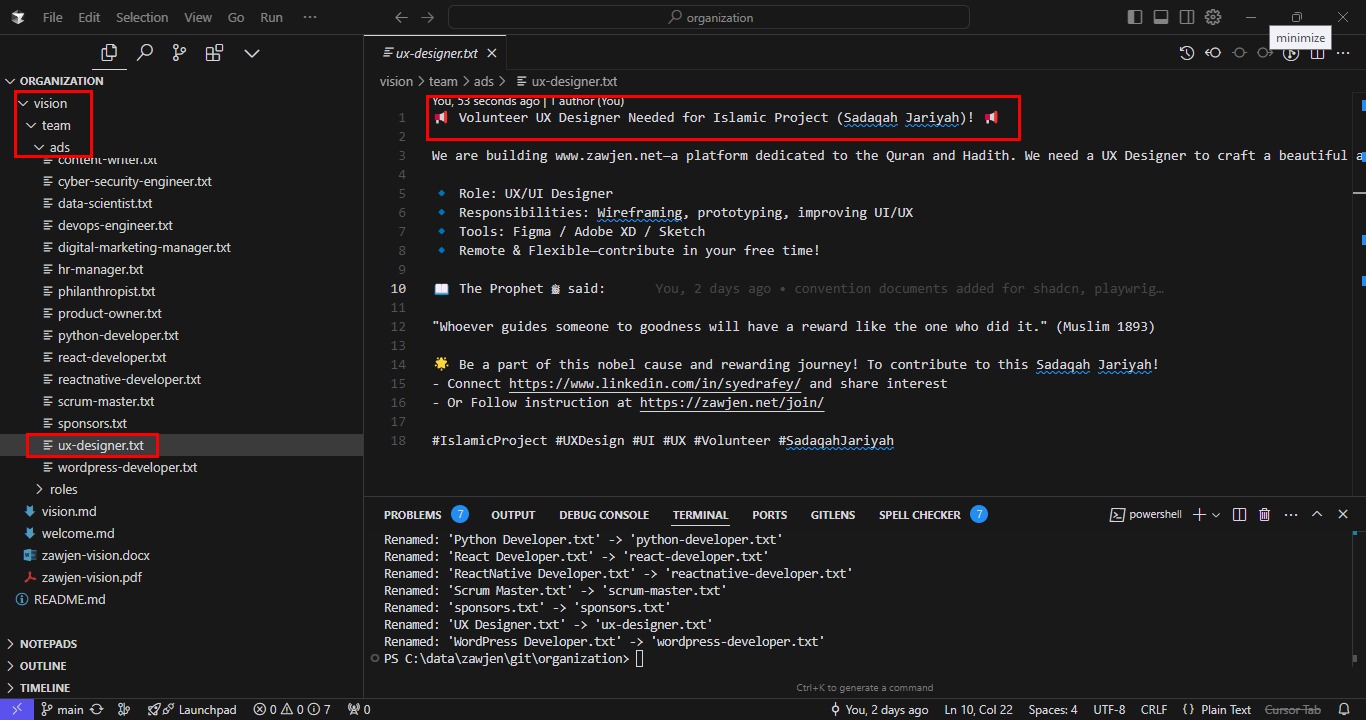 File Edit Selection View Go Run ··· organization
minimize
ORGANIZATION
vision
team
ads
content-writer.txt
cyber-security-engineer.txt
data-scientist.txt
devops-engineer.txt
digital-marketing-manager.txt
hr-manager.txt
philanthropist.txt
product-owner.txt
python-developer.txt
react-developer.txt
reactnative-developer.txt
scrum-master.txt
sponsors.txt
ux-designer.txt
wordpress-developer.txt
roles
vision.md
welcome.md
zawjen-vision.docx
zawjen-vision.pdf
README.md
NOTEPADS
OUTLINE
TIMELINE
ux-designer.txt
vision > team > ads > ux-designer.txt
You, 53 seconds ago | 1 author (You)
1 📢 Volunteer UX Designer Needed for Islamic Project (Sadaqah Jariyah)! 📢
2
3 We are building www.zawjen.net—a platform dedicated to the Quran and Hadith. We need a UX Designer to craft a beautiful a
4
5 🔹 Role: UX/UI Designer
6 🔹 Responsibilities: Wireframing, prototyping, improving UI/UX
7 🔹 Tools: Figma / Adobe XD / Sketch
8 🔹 Remote & Flexible—contribute in your free time!
9
10 📖 The Prophet ﷺ said: You, 2 days ago • convention documents added for shadcn, playwrig…
11
12 "Whoever guides someone to goodness will have a reward like the one who did it." (Muslim 1893)
13
14 🌟 Be a part of this nobel cause and rewarding journey! To contribute to this Sadaqah Jariyah!
15 - Connect https://www.linkedin.com/in/syedrafey/ and share interest
16 - Or Follow instruction at https://zawjen.net/join/
17
18 #IslamicProject #UXDesign #UI #UX #Volunteer #SadaqahJariyah
PROBLEMS 7 OUTPUT DEBUG CONSOLE TERMINAL PORTS GITLENS SPELL CHECKER 7 powershell
Renamed: 'Python Developer.txt' -> 'python-developer.txt'
Renamed: 'React Developer.txt' -> 'react-developer.txt'
Renamed: 'ReactNative Developer.txt' -> 'reactnative-developer.txt'
Renamed: 'Scrum Master.txt' -> 'scrum-master.txt'
Renamed: 'sponsors.txt' -> 'sponsors.txt'
Renamed: 'UX Designer.txt' -> 'ux-designer.txt'
Renamed: 'WordPress Developer.txt' -> 'wordpress-developer.txt'
PS C:\data\zawjen\git\organization>
Ctrl+K to generate a command
main Launchpad 0 0 7 0 You, 2 days ago Ln 10, Col 22 Spaces: 4 UTF-8 CRLF {} Plain Text Cursor Tab